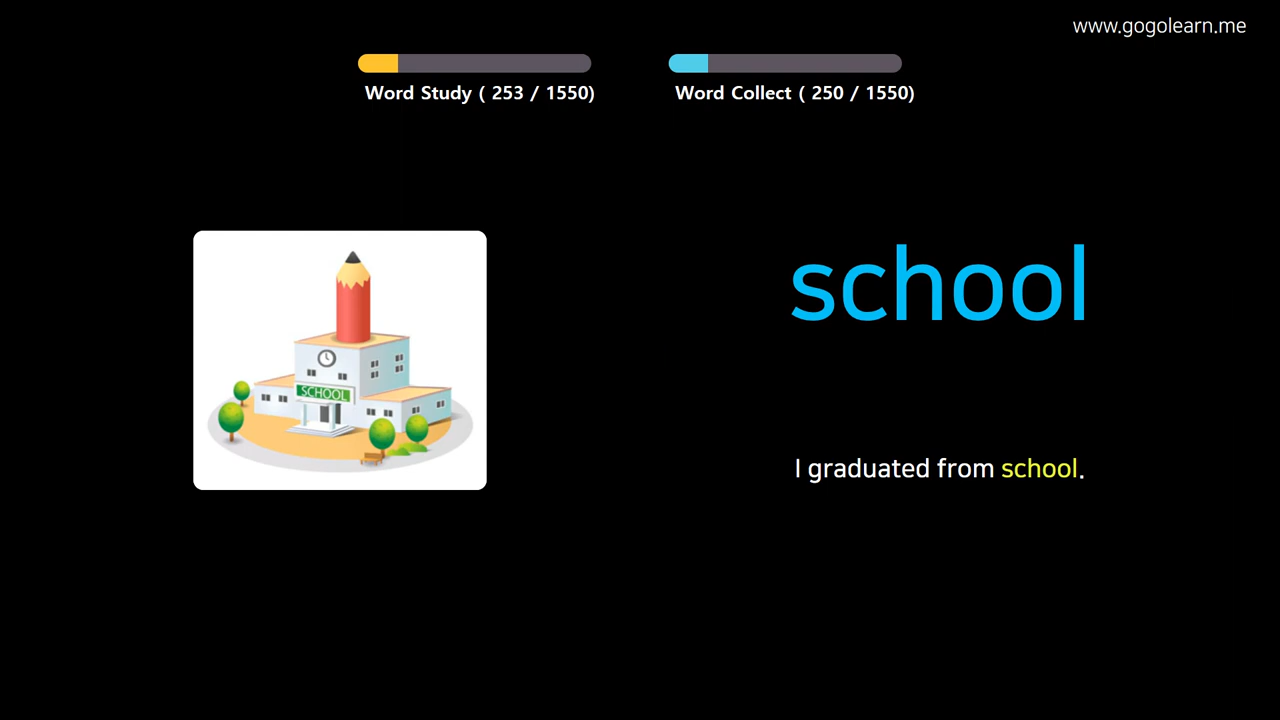 www.gogolearn.me
Word Study ( 253 / 1550)
Word Collect ( 250 / 1550)
SCHOOL
school
I graduated from school.